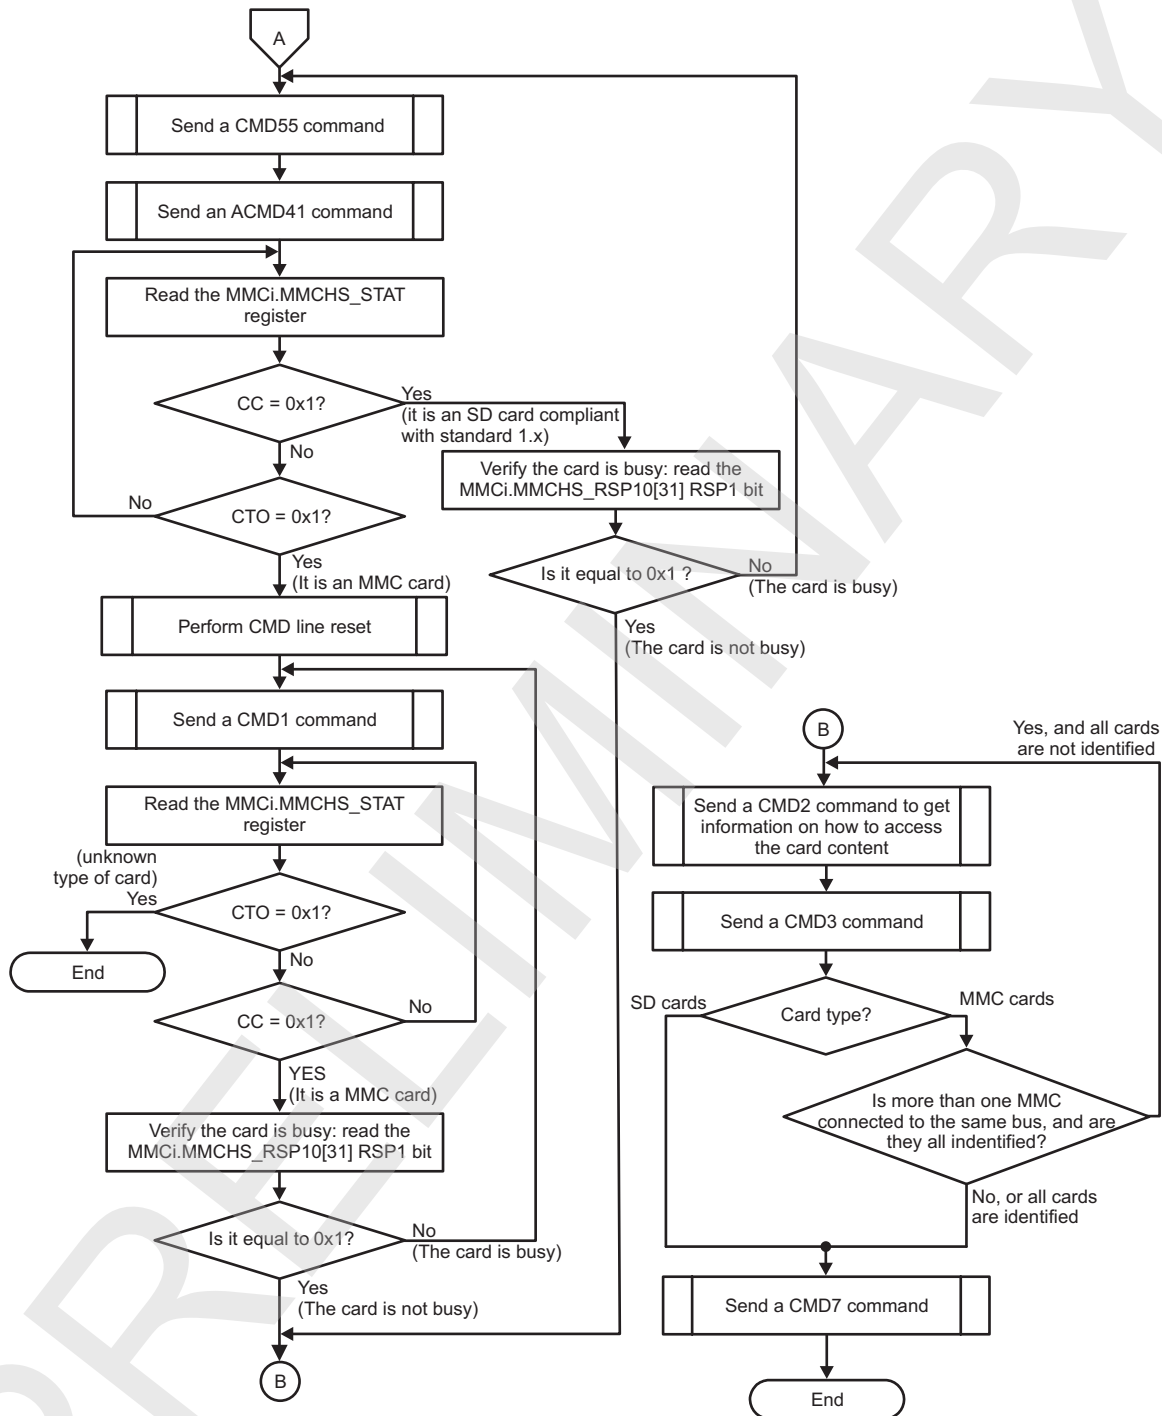 A
Send a CMD55 command
Send an ACMD41 command
Read the MMCi.MMCHS_STAT
register
CC = 0x1?
Yes
(it is an SD card compliant
with standard 1.x)
No
Verify the card is busy: read the
MMCi.MMCHS_RSP10[31] RSP1 bit
No
CTO = 0x1?
Is it equal to 0x1 ?
No
(The card is busy)
Yes
(It is an MMC card)
Yes
(The card is not busy)
Perform CMD line reset
Send a CMD1 command
Read the MMCi.MMCHS_STAT
register
(unknown
type of card)
Yes
CTO = 0x1?
End
No
CC = 0x1?
No
YES
(It is a MMC card)
Verify the card is busy: read the
MMCi.MMCHS_RSP10[31] RSP1 bit
Is it equal to 0x1?
No
(The card is busy)
Yes
(The card is not busy)
B
B
Yes, and all cards
are not identified
Send a CMD2 command to get
information on how to access
the card content
Send a CMD3 command
SD cards
Card type?
MMC cards
Is more than one MMC
connected to the same bus, and are
they all indentified?
No, or all cards
are identified
Send a CMD7 command
End
PRELIMINARY